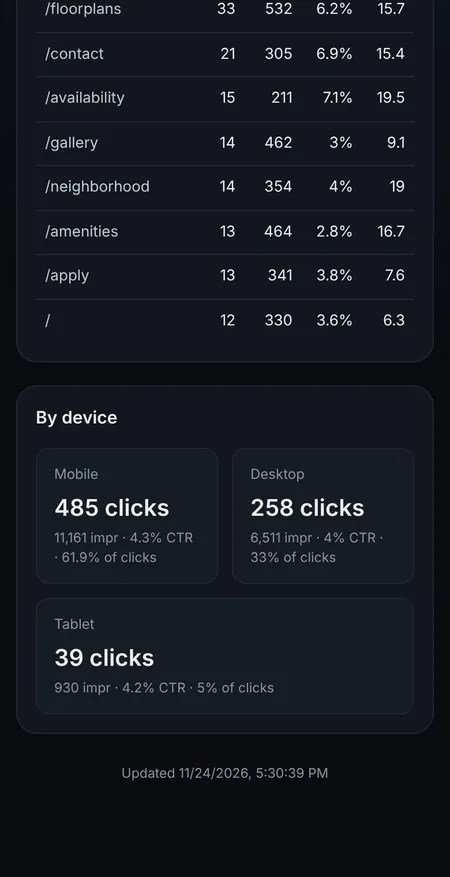 /floorplans 33 532 6.2% 15.7
/contact 21 305 6.9% 15.4
/availability 15 211 7.1% 19.5
/gallery 14 462 3% 9.1
/neighborhood 14 354 4% 19
/amenities 13 464 2.8% 16.7
/apply 13 341 3.8% 7.6
/ 12 330 3.6% 6.3
By device
Mobile
485 clicks
11,161 impr · 4.3% CTR
· 61.9% of clicks
Desktop
258 clicks
6,511 impr · 4% CTR ·
33% of clicks
Tablet
39 clicks
930 impr · 4.2% CTR · 5% of clicks
Updated 11/24/2026, 5:30:39 PM